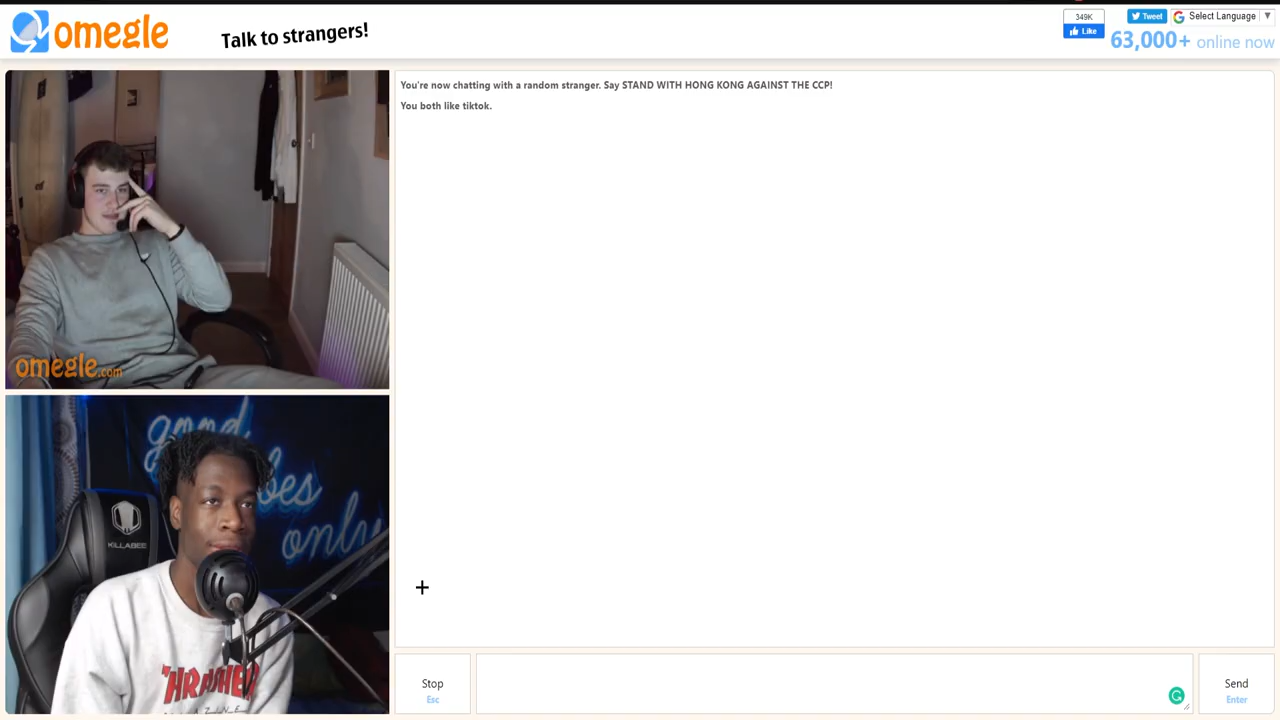 omegle
Talk to strangers!
349K
Like
Tweet
Select Language
63,000+ online now
You're now chatting with a random stranger. Say STAND WITH HONG KONG AGAINST THE CCP!
You both like tiktok.
omegle.com
good
only
KILLABEE
THRASHER
Stop
Esc
Send
Enter